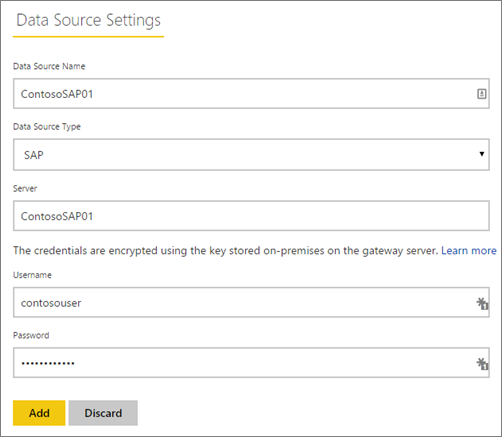 Data Source Settings
Data Source Name
ContosoSAP01
Data Source Type
SAP
Server
ContosoSAP01
The credentials are encrypted using the key stored on-premises on the gateway server. Learn more
Username
contosouser
Password
••••••••••••
Add Discard